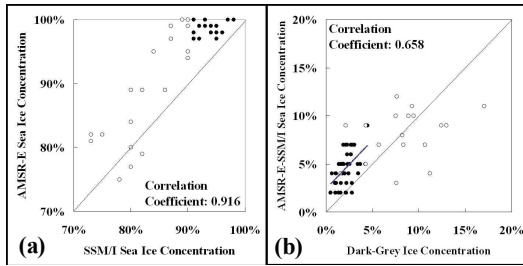 100%
90%
80%
70%
AMSR-E Sea Ice Concentration
Correlation
Coefficient: 0.916
(a)
70%
80%
90%
100%
SSM/I Sea Ice Concentration
Correlation
Coefficient: 0.658
20%
15%
10%
5%
0%
AMSR-E-SSM/I Sea Ice Concentration
(b)
0%
5%
10%
15%
20%
Dark-Grey Ice Concentration